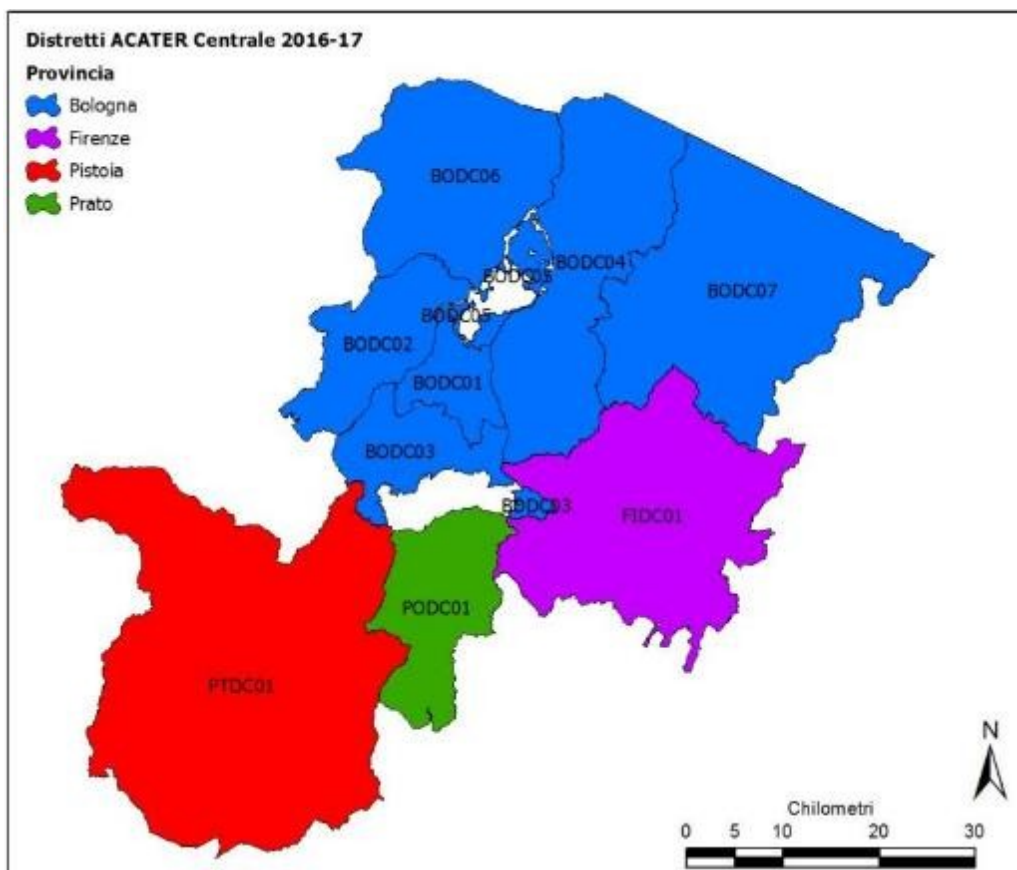 Distretti ACATER Centrale 2016-17
Provincia
Bologna
Firenze
Pistoia
Prato
BODC06
BODC05
BODC04
BODC07
BODC05
BODC02
BODC01
BODC03
BODC03
FIDC01
PODC01
PTDC01
N
Chilometri
0 5 10 20 30